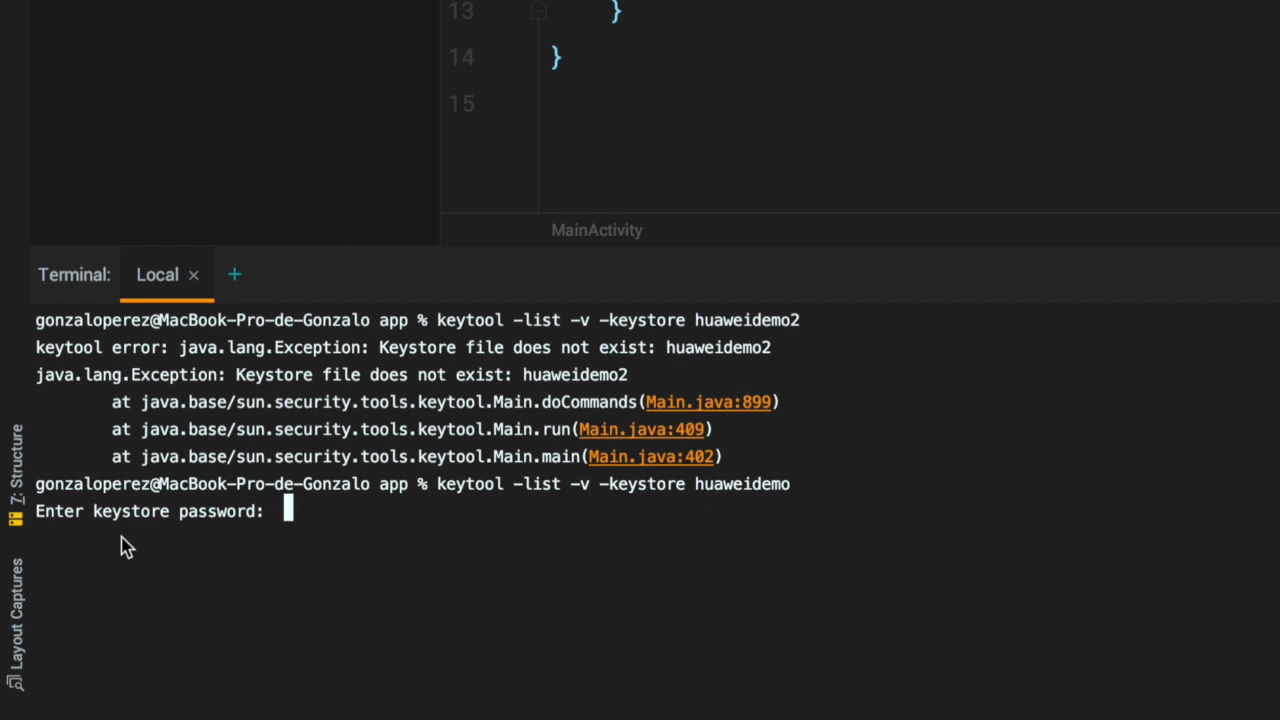 13 }
14 }
15
MainActivity
Terminal: Local × +
gonzaloperez@MacBook-Pro-de-Gonzalo app % keytool -list -v -keystore huaweidemo2
keytool error: java.lang.Exception: Keystore file does not exist: huaweidemo2
java.lang.Exception: Keystore file does not exist: huaweidemo2
at java.base/sun.security.tools.keytool.Main.doCommands(Main.java:899)
at java.base/sun.security.tools.keytool.Main.run(Main.java:409)
at java.base/sun.security.tools.keytool.Main.main(Main.java:402)
gonzaloperez@MacBook-Pro-de-Gonzalo app % keytool -list -v -keystore huaweidemo
Enter keystore password:
7: Structure
Layout Captures